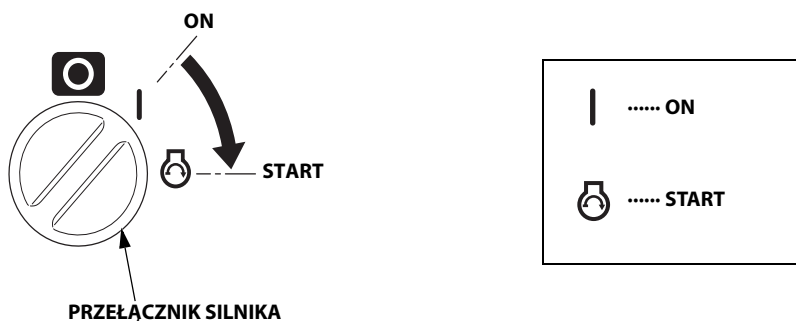 ON
START
PRZEŁĄCZNIK SILNIKA
...... ON
...... START